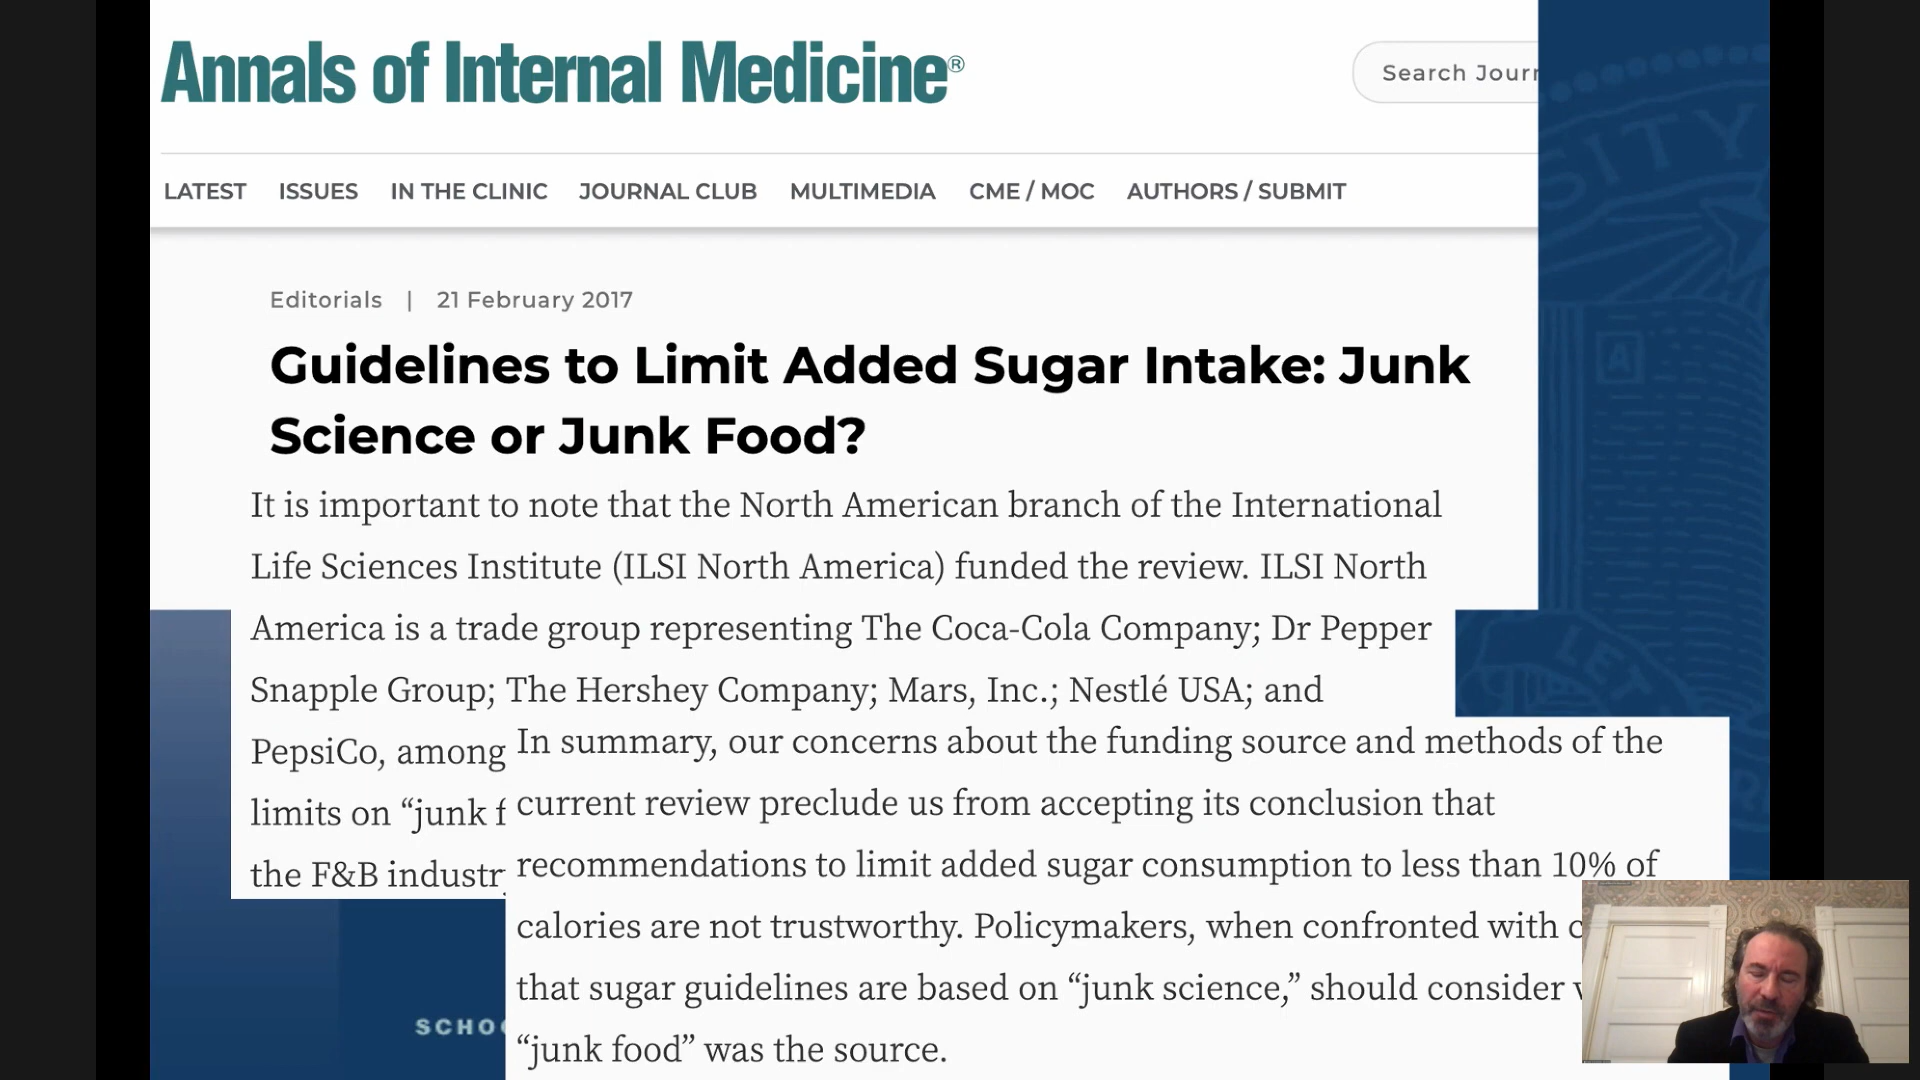 Annals of Internal Medicine®
Search Jour
LATEST ISSUES IN THE CLINIC JOURNAL CLUB MULTIMEDIA CME / MOC AUTHORS / SUBMIT
Editorials | 21 February 2017
Guidelines to Limit Added Sugar Intake: Junk
Science or Junk Food?
It is important to note that the North American branch of the International
Life Sciences Institute (ILSI North America) funded the review. ILSI North
America is a trade group representing The Coca-Cola Company; Dr Pepper
Snapple Group; The Hershey Company; Mars, Inc.; Nestlé USA; and
PepsiCo, among
limits on “junk f
the F&B industr
In summary, our concerns about the funding source and methods of the
current review preclude us from accepting its conclusion that
recommendations to limit added sugar consumption to less than 10% of
calories are not trustworthy. Policymakers, when confronted with
that sugar guidelines are based on “junk science,” should consider
“junk food” was the source.
SITY
A
LET
SCHO